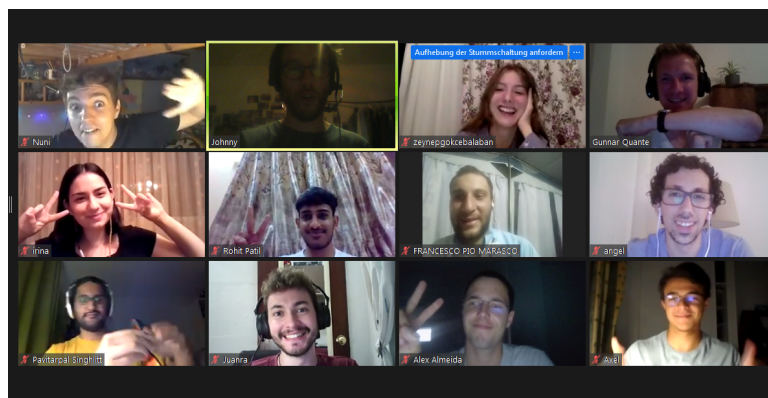 Aufhebung der Stummschaltung anfordern ...
Nuni
Johnny
zeynepgokcebalaban
Gunnar Quante
irina
Rohit Patil
FRANCESCO PIO MARASCO
angel
Pavitarpal Singhitt
Juanra
Alex Almeida
Axel